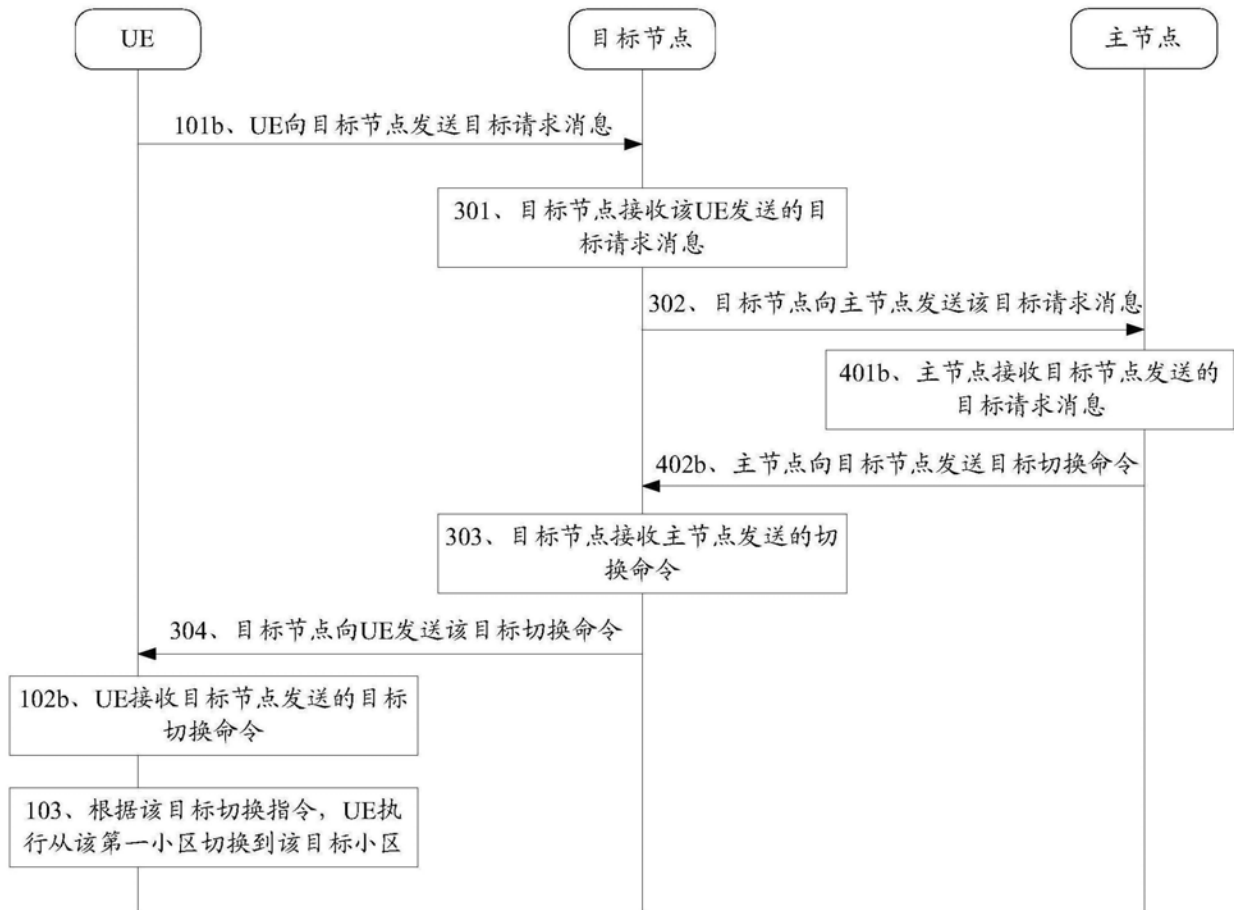 UE
目标节点
主节点
101b、UE向目标节点发送目标请求消息
301、目标节点接收该UE发送的目
标请求消息
302、目标节点向主节点发送该目标请求消息
401b、主节点接收目标节点发送的
目标请求消息
402b、主节点向目标节点发送目标切换命令
303、目标节点接收主节点发送的切
换命令
304、目标节点向UE发送该目标切换命令
102b、UE接收目标节点发送的目标
切换命令
103、根据该目标切换指令，UE执
行从该第一小区切换到该目标小区